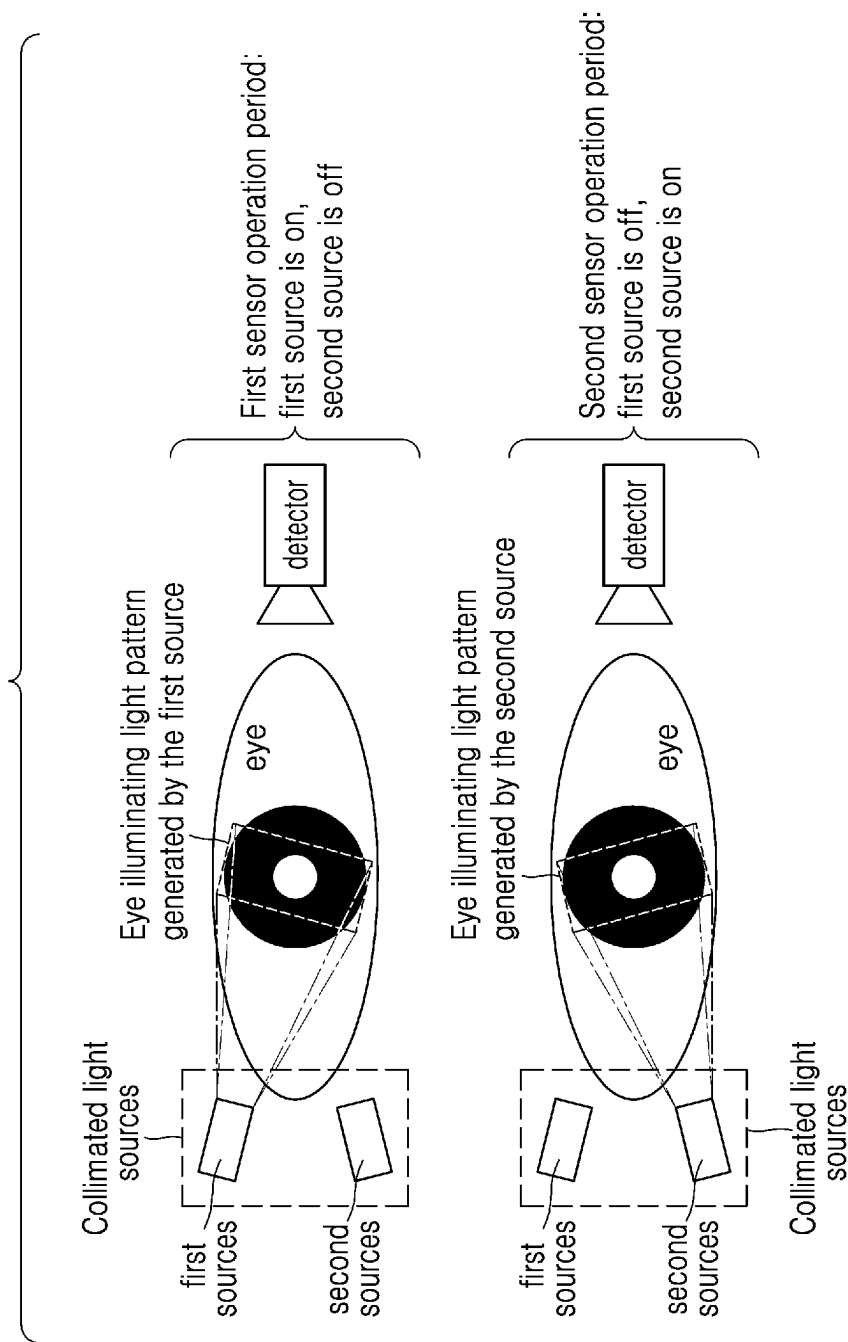 Collimated light
sources
first
sources
second
sources
Eye illuminating light pattern
generated by the first source
eye
detector
First sensor operation period:
first source is on,
second source is off
first
sources
second
sources
Collimated light
sources
Eye illuminating light pattern
generated by the second source
eye
detector
Second sensor operation period:
first source is off,
second source is on